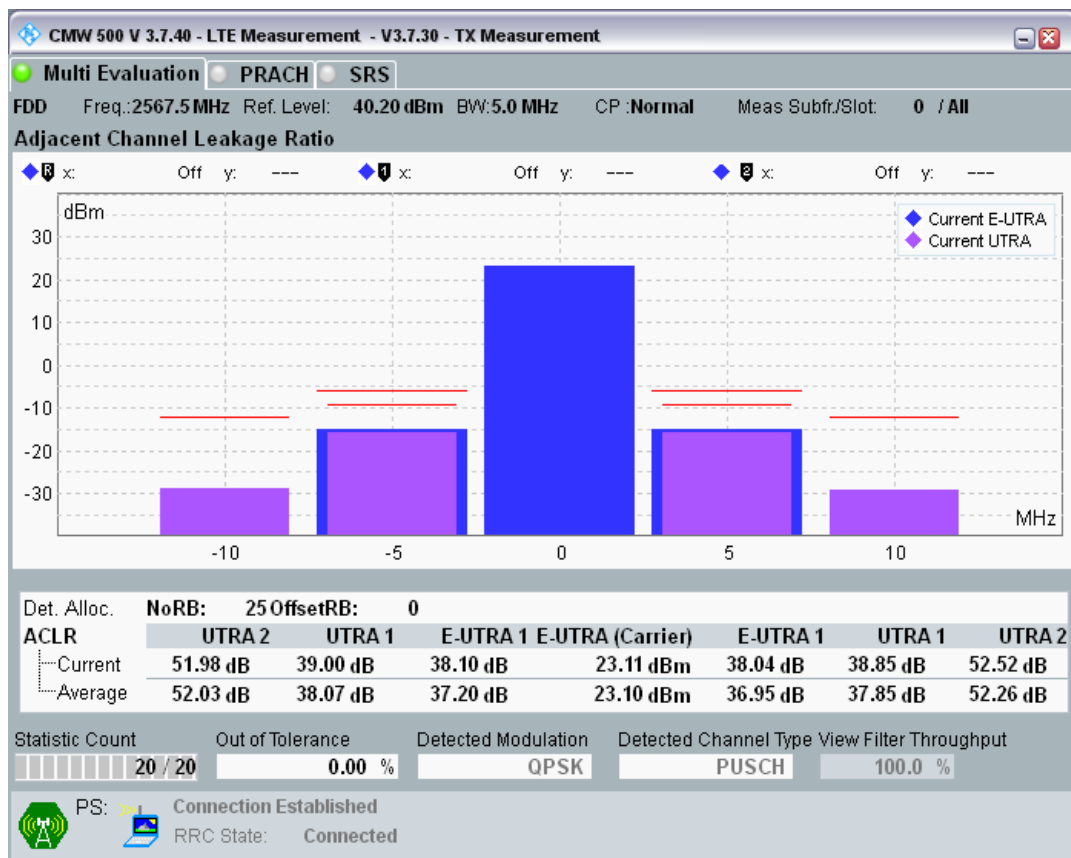 CMW 500 V 3.7.40 - LTE Measurement - V3.7.30 - TX Measurement
Multi Evaluation PRACH SRS
FDD Freq.:2567.5 MHz Ref. Level: 40.20 dBm BW:5.0 MHz CP :Normal Meas Subfr./Slot: 0 / All
Adjacent Channel Leakage Ratio
R x: Off y: --- 1 x: Off y: --- 2 x: Off y: ---
dBm
Current E-UTRA
Current UTRA
30
20
10
0
-10
-20
-30
MHz
-10 -5 0 5 10
Det. Alloc. NoRB: 25 OffsetRB: 0
ACLR UTRA 2 UTRA 1 E-UTRA 1 E-UTRA (Carrier) E-UTRA 1 UTRA 1 UTRA 2
Current 51.98 dB 39.00 dB 38.10 dB 23.11 dBm 38.04 dB 38.85 dB 52.52 dB
Average 52.03 dB 38.07 dB 37.20 dB 23.10 dBm 36.95 dB 37.85 dB 52.26 dB
Statistic Count Out of Tolerance Detected Modulation Detected Channel Type View Filter Throughput
20 / 20 0.00 % QPSK PUSCH 100.0 %
PS: Connection Established
RRC State: Connected